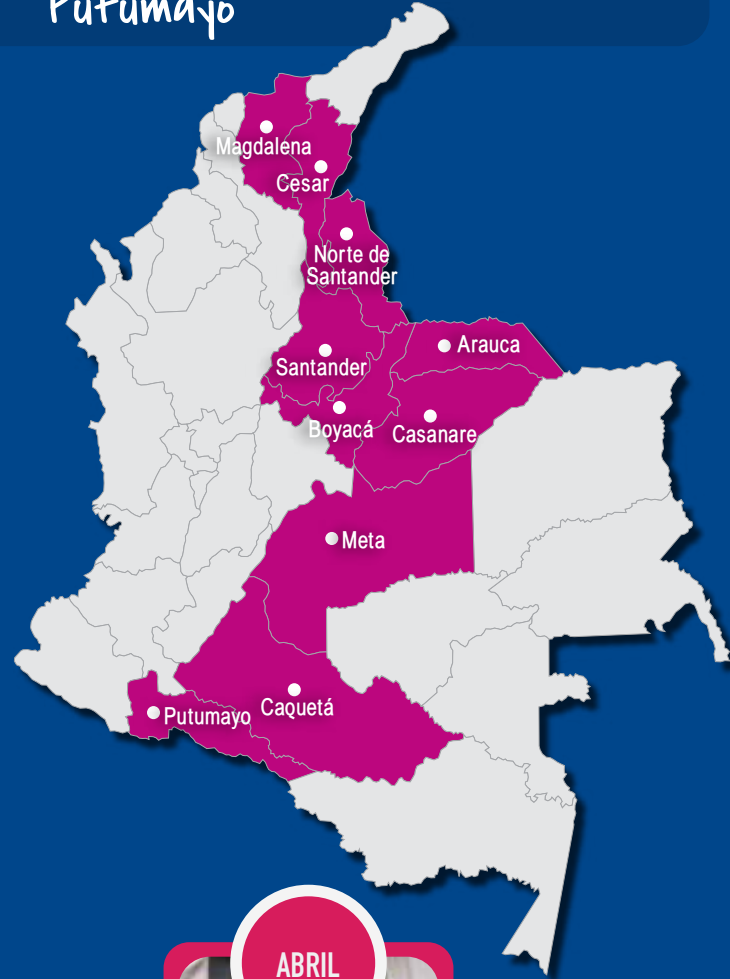 Putumayo
Magdalena
Cesar
Norte de
Santander
Arauca
Santander
Boyacá
Casanare
Meta
Caquetá
Putumayo
ABRIL